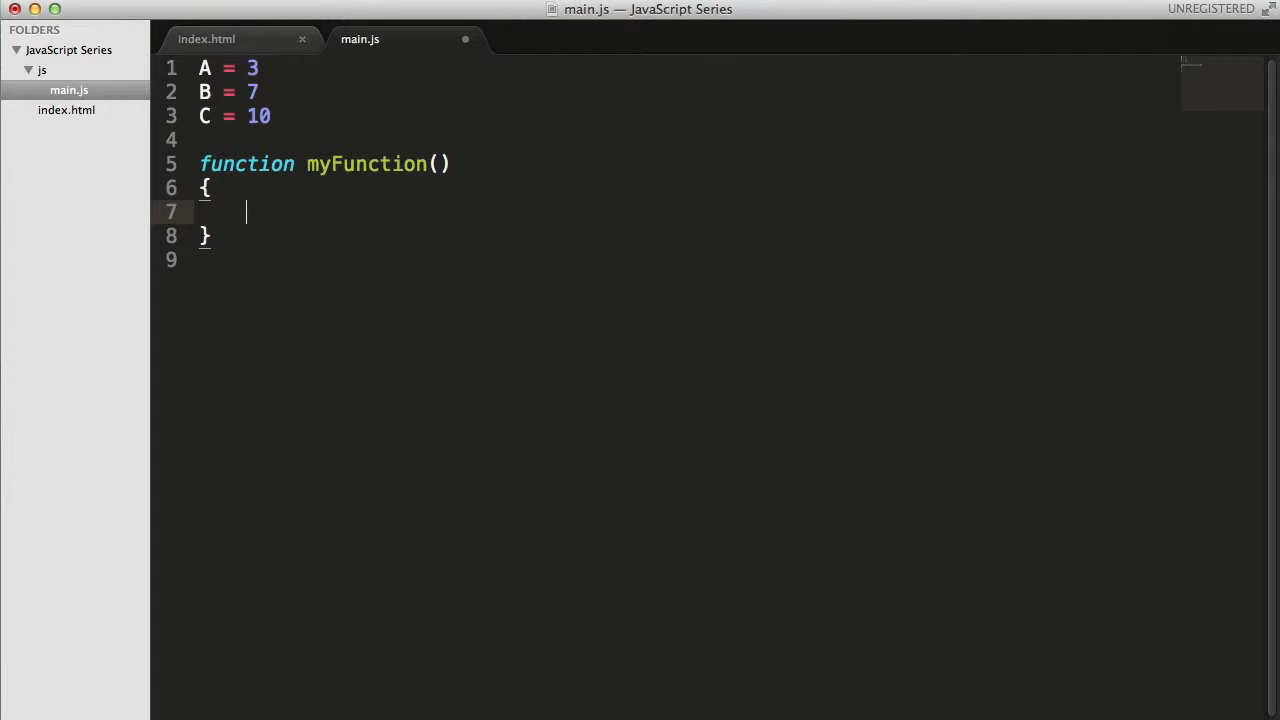 main.js — JavaScript Series
UNREGISTERED
FOLDERS
JavaScript Series
js
main.js
index.html
index.html ×
main.js
1 A = 3
2 B = 7
3 C = 10
4
5 function myFunction()
6 {
7
8 }
9